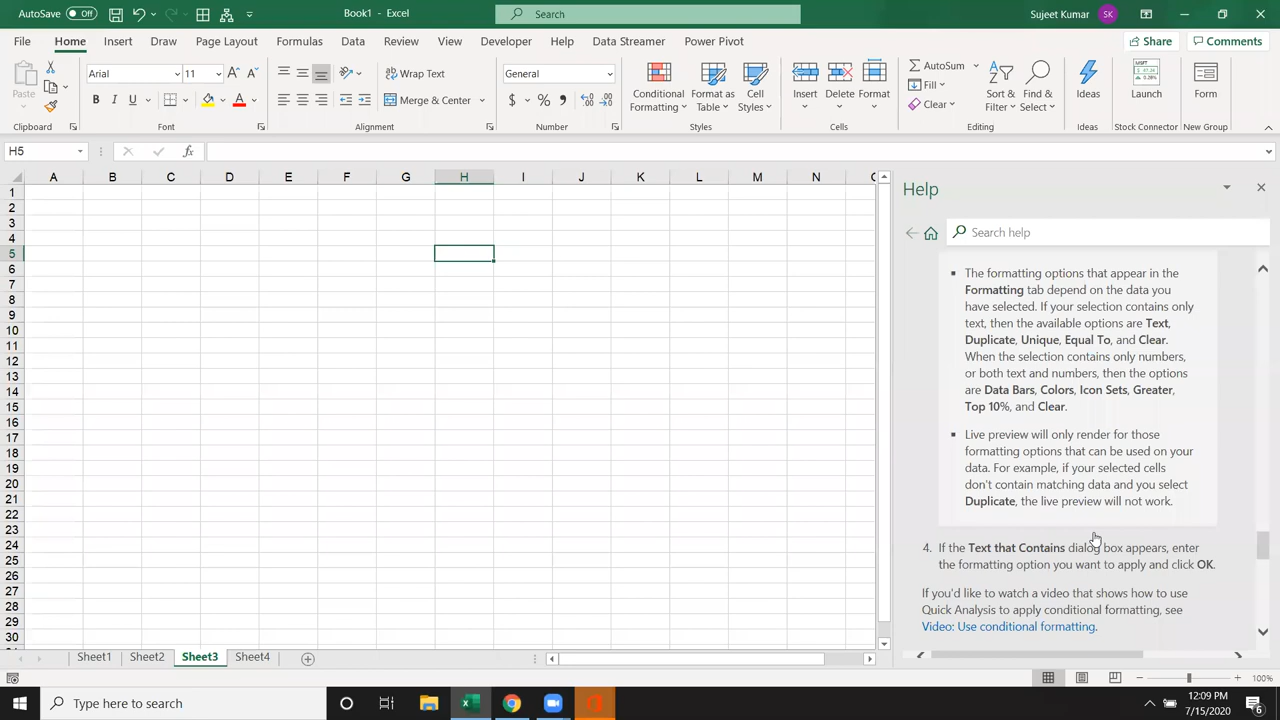 AutoSave Off Book1 - Excel Search Sujeet Kumar SK
File Home Insert Draw Page Layout Formulas Data Review View Developer Help Data Streamer Power Pivot Share Comments
Paste Arial 11 Wrap Text General Conditional Formatting Format as Table Cell Styles Insert Delete Format AutoSum Sort & Filter Find & Select Ideas Launch Form
B I U A Merge & Center $ % Fill
Clear
Clipboard Font Alignment Number Styles Cells Editing Ideas Stock Connector New Group
H5 fx
A B C D E F G H I J K L M N
1
2
3
4
5
6
7
8
9
10
11
12
13
14
15
16
17
18
19
20
21
22
23
24
25
26
27
28
29
30
Help
Search help
The formatting options that appear in the
Formatting tab depend on the data you
have selected. If your selection contains only
text, then the available options are Text,
Duplicate, Unique, Equal To, and Clear.
When the selection contains only numbers,
or both text and numbers, then the options
are Data Bars, Colors, Icon Sets, Greater,
Top 10%, and Clear.
Live preview will only render for those
formatting options that can be used on your
data. For example, if your selected cells
don't contain matching data and you select
Duplicate, the live preview will not work.
4. If the Text that Contains dialog box appears, enter
the formatting option you want to apply and click OK.
If you'd like to watch a video that shows how to use
Quick Analysis to apply conditional formatting, see
Video: Use conditional formatting.
Sheet1 Sheet2 Sheet3 Sheet4
100%
Type here to search
12:09 PM
7/15/2020
6